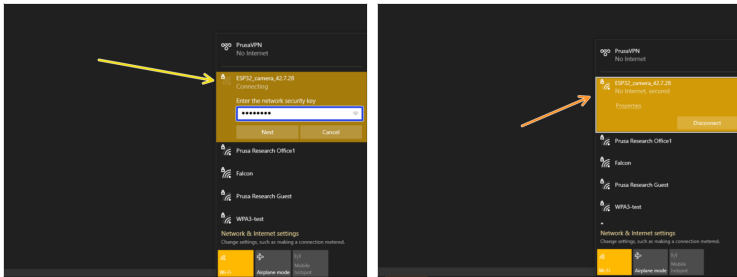 PrusaVPN
No Internet
ESP32_camera_42.7.28
Connecting
Enter the network security key
Next
Cancel
Prusa Research Office1
Falcon
Prusa Research Guest
WPA3-test
Network & Internet settings
Change settings, such as making a connection metered.
Wi-Fi
Airplane mode
Mobile
hotspot
PrusaVPN
No Internet
ESP32_camera_42.7.28
No Internet, secured
Properties
Disconnect
Prusa Research Office1
Falcon
Prusa Research Guest
WPA3-test
Network & Internet settings
Change settings, such as making a connection metered.
Wi-Fi
Airplane mode
Mobile
hotspot